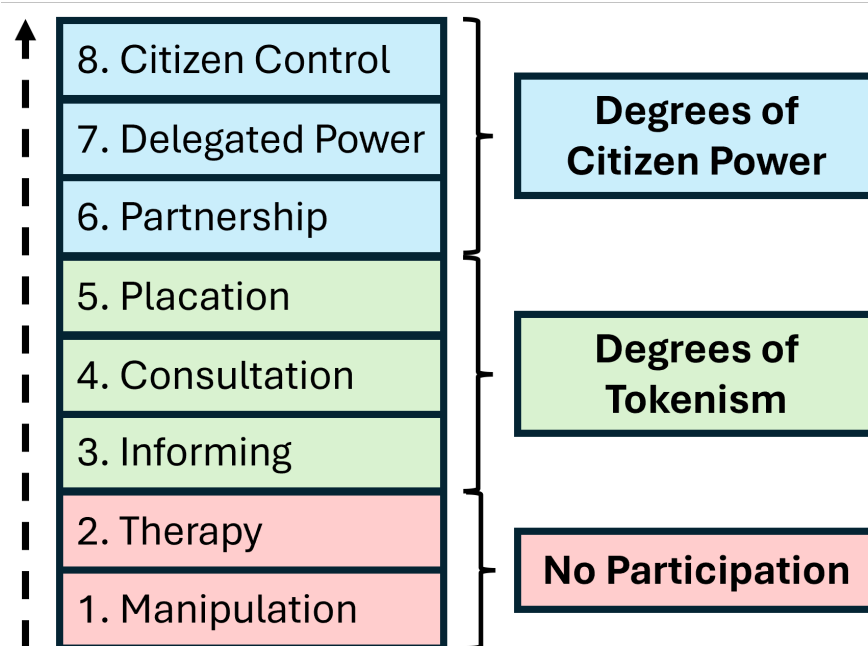 8. Citizen Control
7. Delegated Power
6. Partnership
5. Placation
4. Consultation
3. Informing
2. Therapy
1. Manipulation
Degrees of
Citizen Power
Degrees of
Tokenism
No Participation